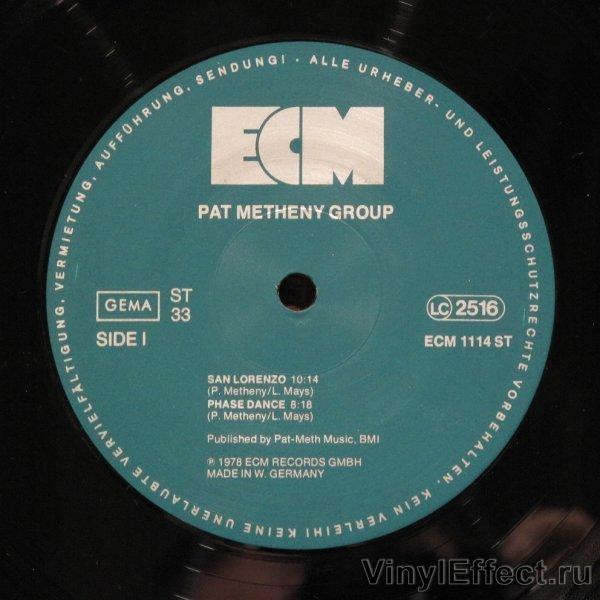 ALLE URHEBER- UND LEISTUNGSSCHUTZRECHTE VORBEHALTEN. KEIN VERLEIH! KEINE UNERLAUBTE VERVIELFÄLTIGUNG, VERMIETUNG, AUFFÜHRUNG, SENDUNG! ·
ECM
PAT METHENY GROUP
GEMA
ST
33
SIDE I
LC 2516
ECM 1114 ST
SAN LORENZO 10:14
(P. Metheny/L. Mays)
PHASE DANCE 8:18
(P. Metheny/L. Mays)
Published by Pat-Meth Music, BMI
℗ 1978 ECM RECORDS GMBH
MADE IN W. GERMANY
VinylEffect.ru